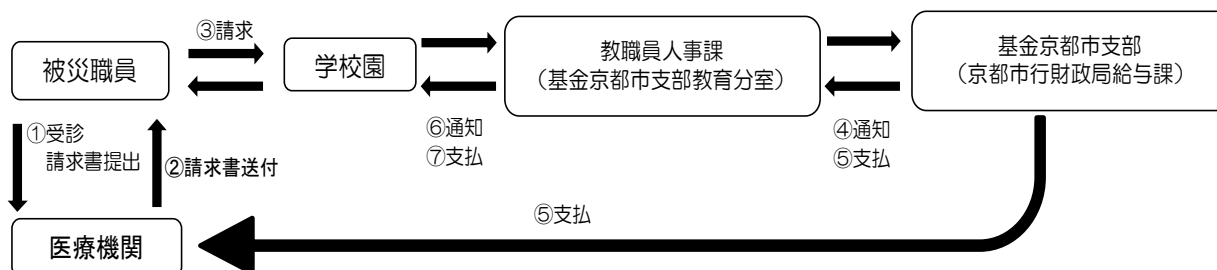 ③請求
被災職員
学校園
教職員人事課
（基金京都市支部教育分室）
基金京都市支部
（京都市行財政局給与課）
①受診
請求書提出
②請求書送付
⑥通知
⑦支払
④通知
⑤支払
⑤支払
医療機関